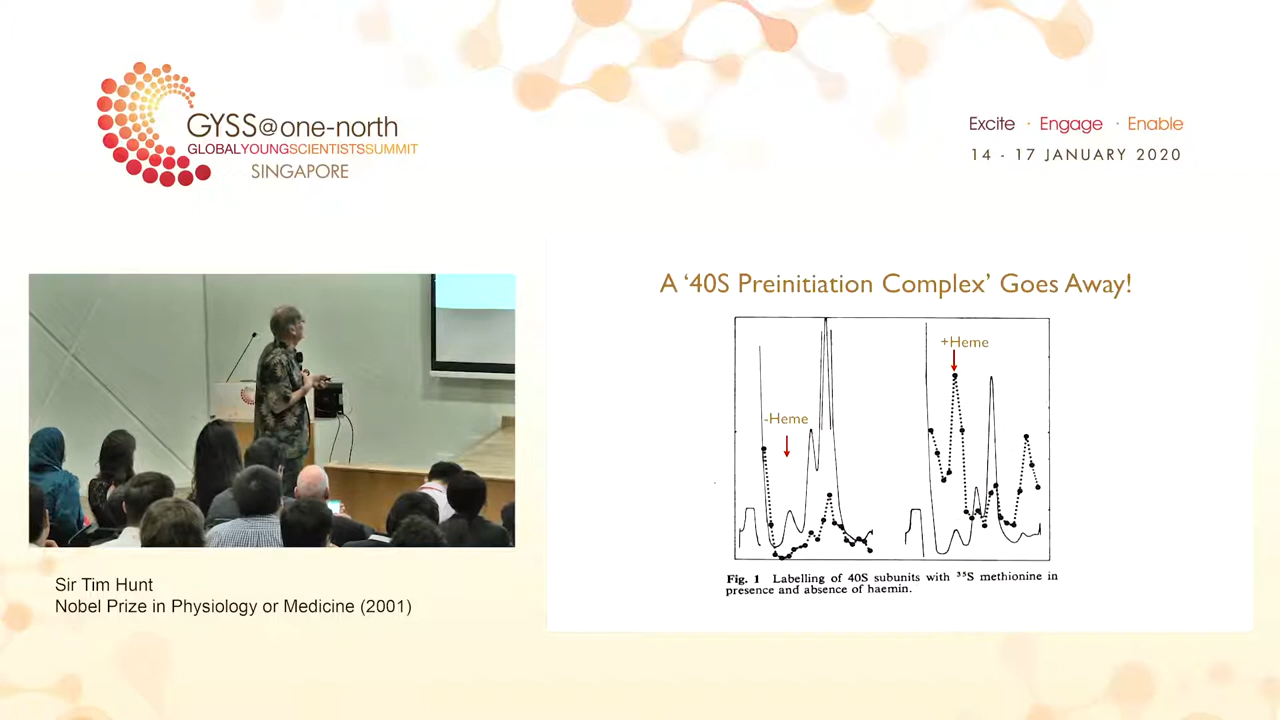 GYSS@one-north
GLOBALYOUNGSCIENTISTSSUMMIT
SINGAPORE
Excite · Engage · Enable
14 - 17 JANUARY 2020
A ‘40S Preinitiation Complex’ Goes Away!
+Heme
-Heme
Fig. 1 Labelling of 40S subunits with ³⁵S methionine in
presence and absence of haemin.
Sir Tim Hunt
Nobel Prize in Physiology or Medicine (2001)